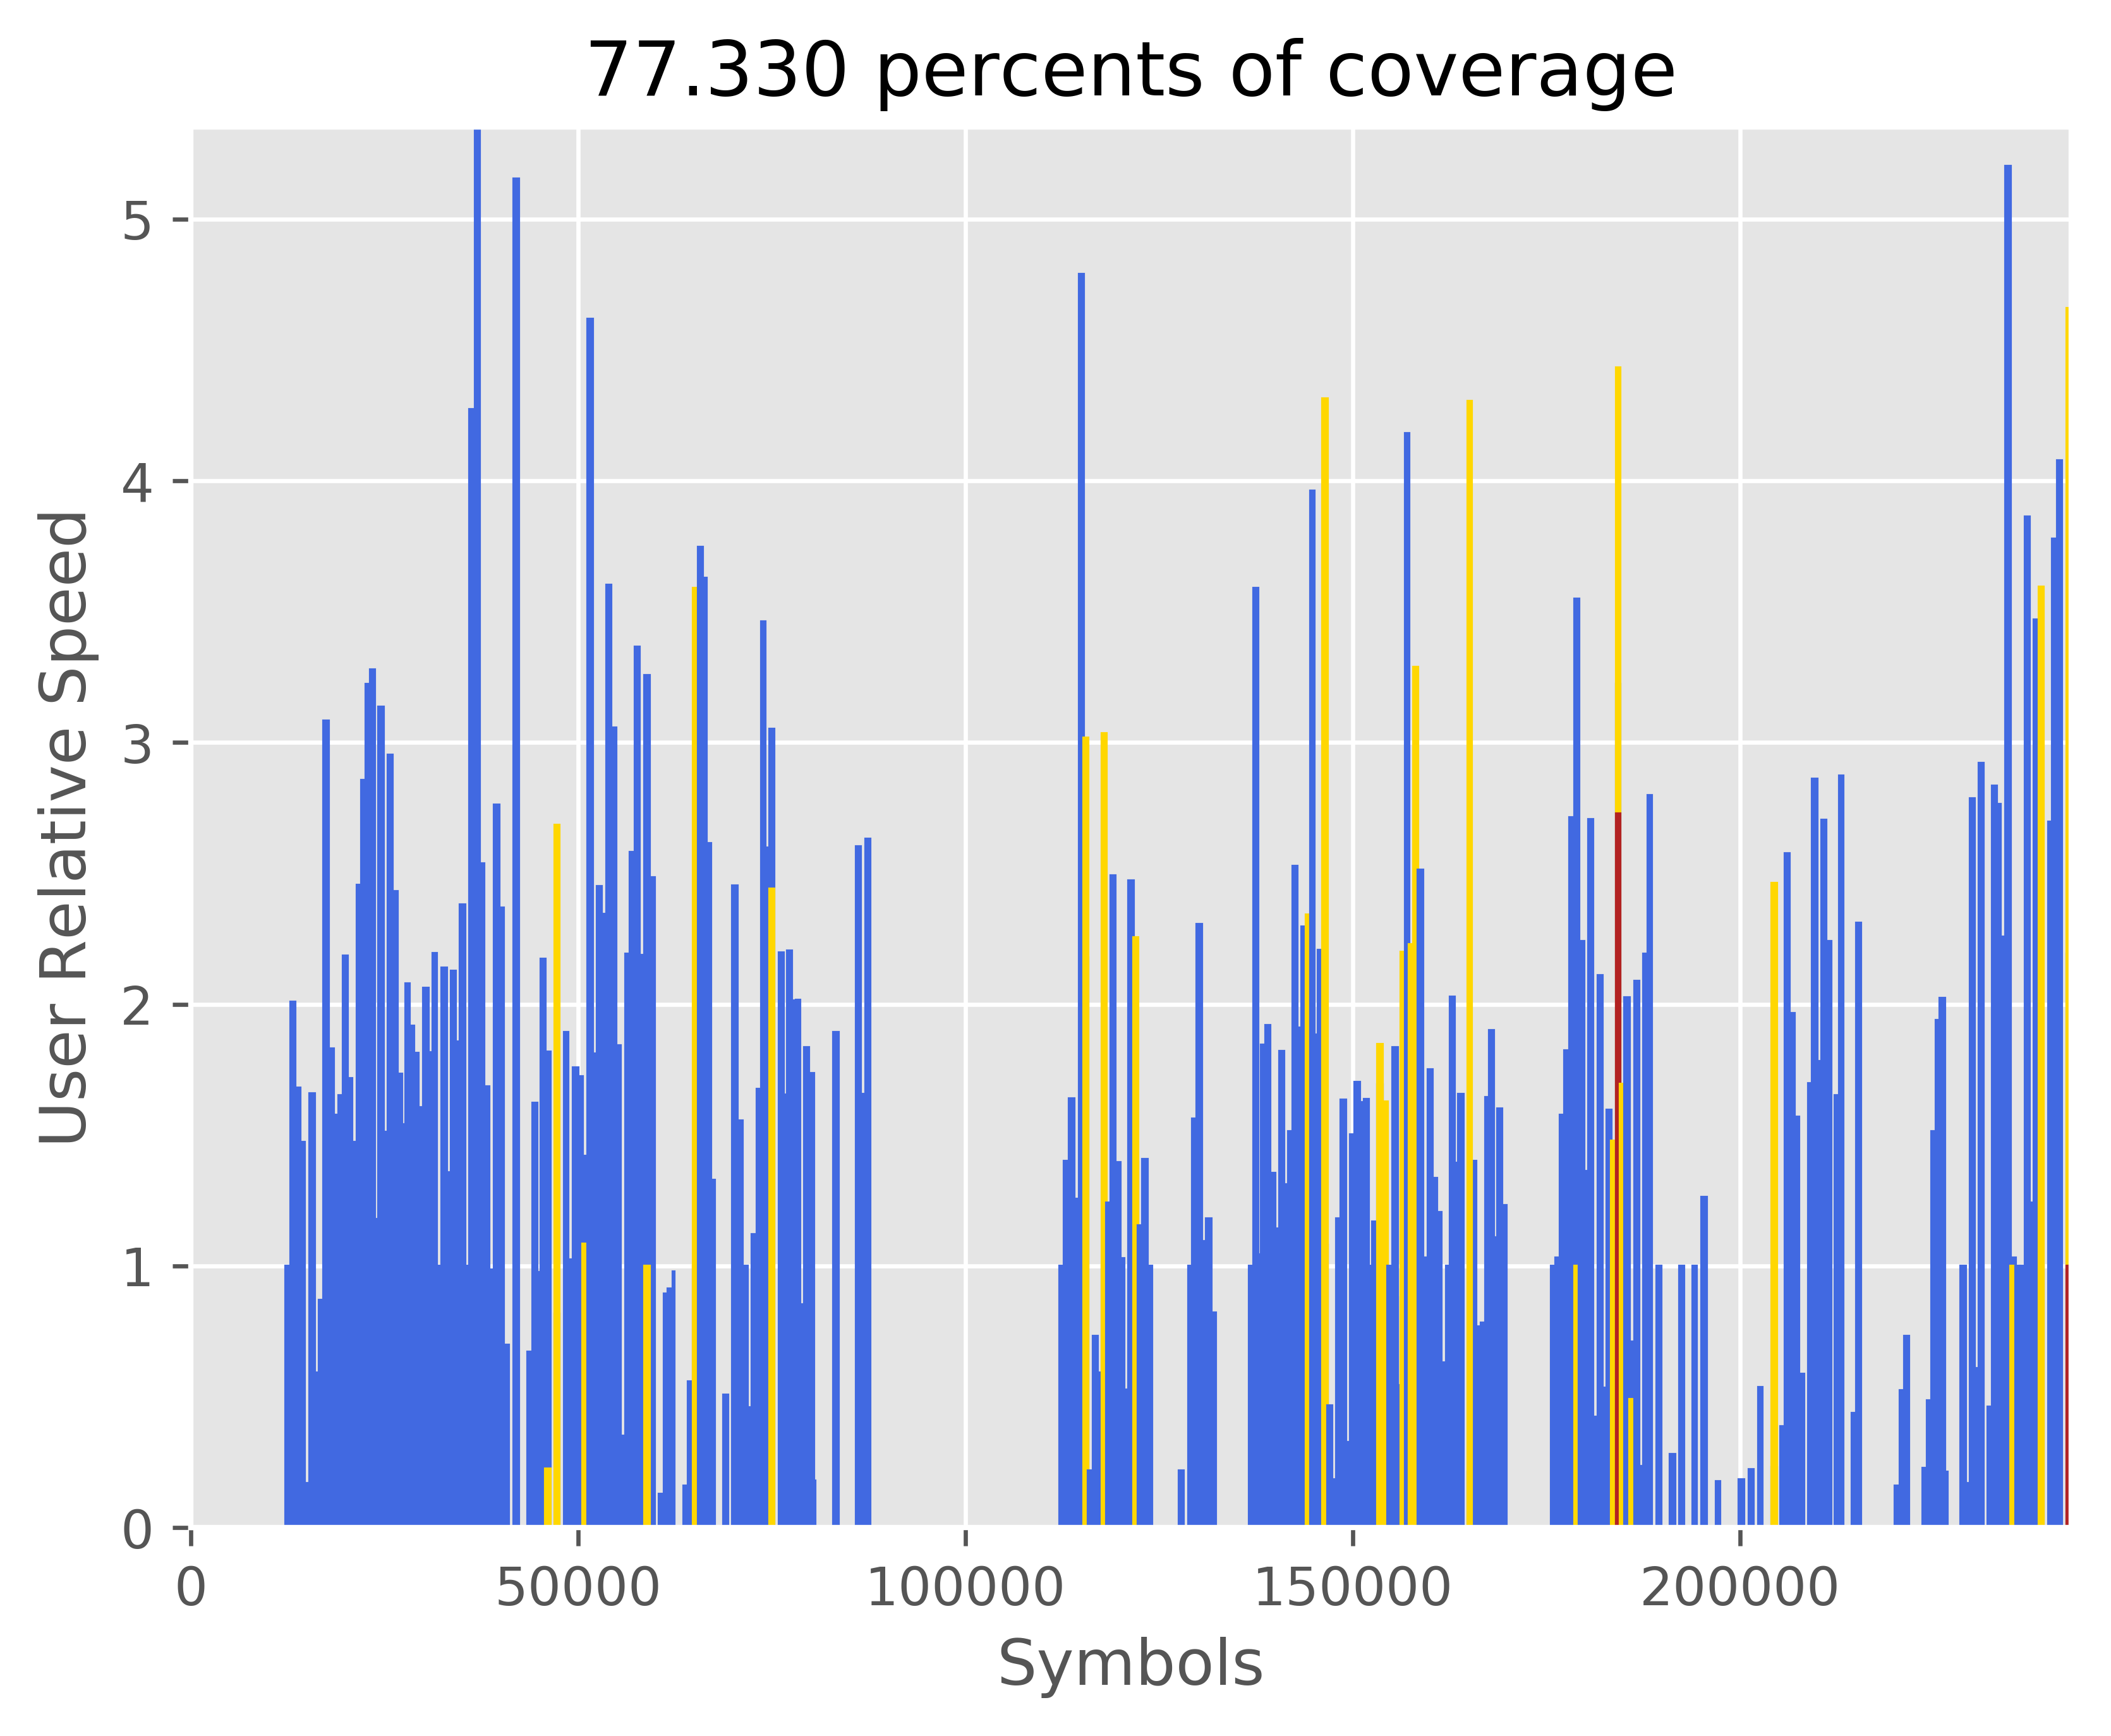 77.330 percents of coverage
User Relative Speed
5
4
3
2
1
0
0 50000 100000 150000 200000
Symbols